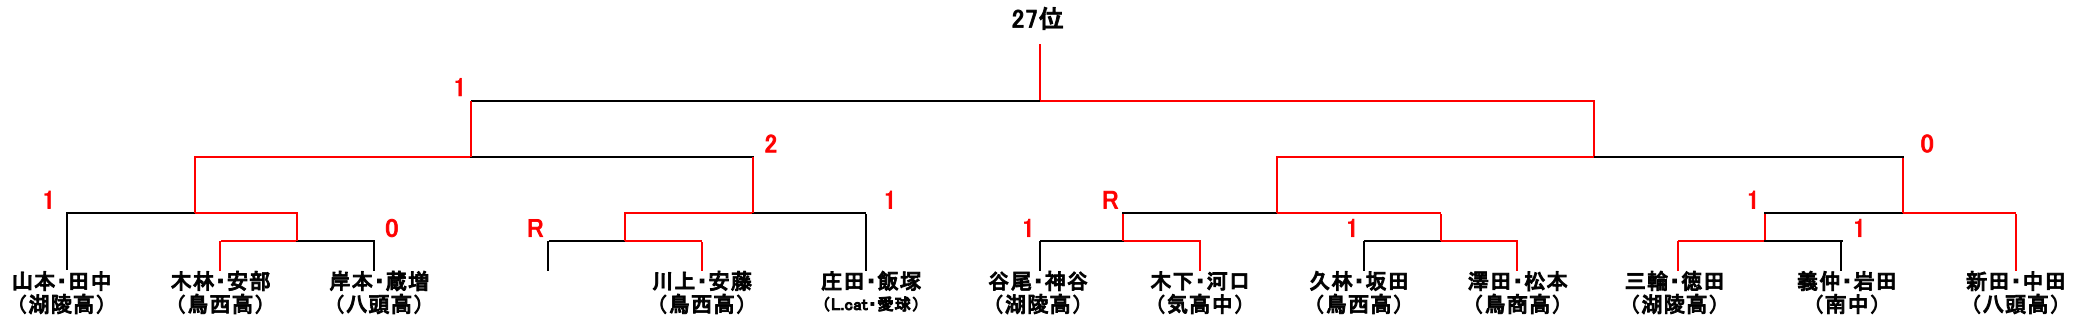 27位
1
2
0
1
1
R
1
0
R
1
1
1
山本・田中
木林・安部
岸本・蔵増
川上・安藤
庄田・飯塚
谷尾・神谷
木下・河口
久林・坂田
澤田・松本
三輪・徳田
義仲・岩田
新田・中田
（湖陵高）
（鳥西高）
（八頭高）
（鳥西高）
（L.cat・愛球）
（湖陵高）
（気高中）
（鳥西高）
（鳥商高）
（湖陵高）
（南中）
（八頭高）